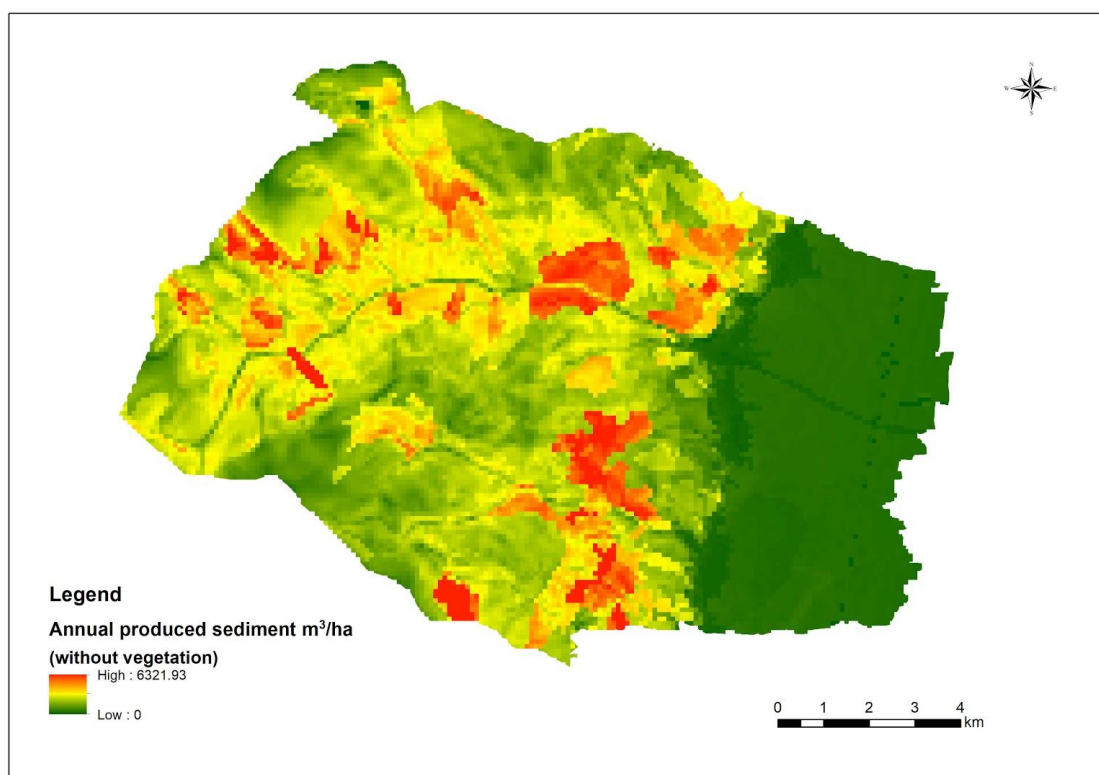 N
W E
S
Legend
Annual produced sediment m³/ha
(without vegetation)
High : 6321.93
Low : 0
0 1 2 3 4
km